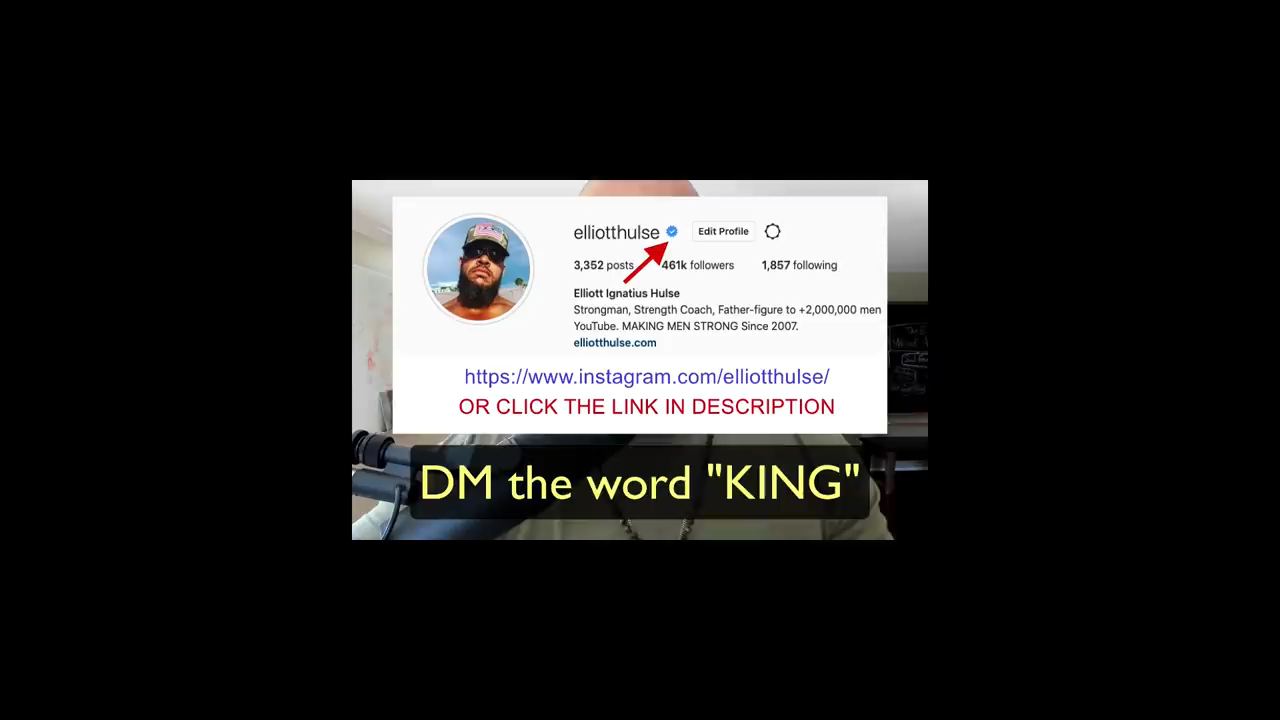 elliotthulse Edit Profile
3,352 posts 461k followers 1,857 following
Elliott Ignatius Hulse
Strongman, Strength Coach, Father-figure to +2,000,000 men
YouTube. MAKING MEN STRONG Since 2007.
elliotthulse.com
https://www.instagram.com/elliotthulse/
OR CLICK THE LINK IN DESCRIPTION
DM the word "KING"